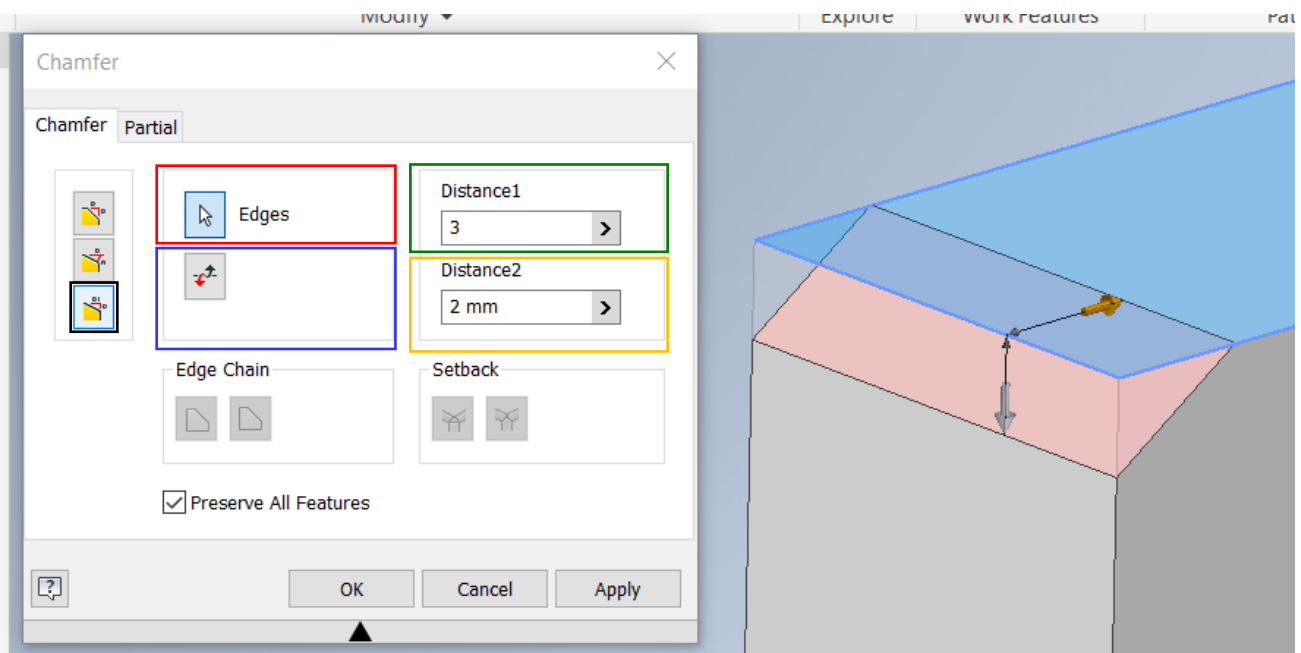 Modify
Explore
Work Features
Pat
Chamfer
Chamfer
Partial
Edges
Distance1
3
Distance2
2 mm
Edge Chain
Setback
Preserve All Features
OK
Cancel
Apply